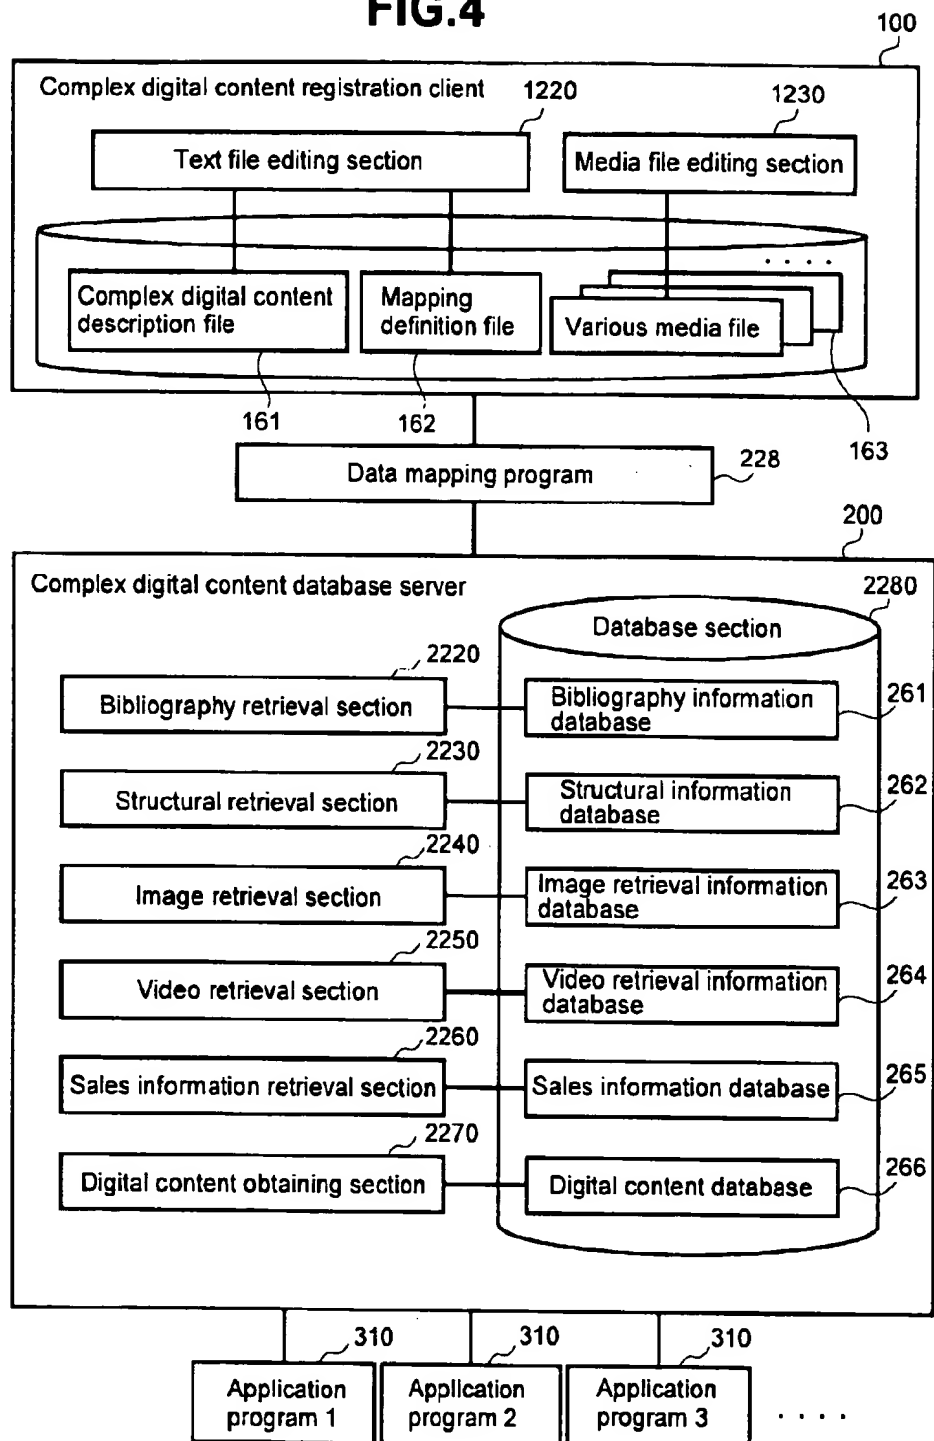 FIG.4
100
Complex digital content registration client
1220
1230
Text file editing section
Media file editing section
. . . .
Complex digital content
description file
Mapping
definition file
Various media file
161
162
163
Data mapping program
228
200
Complex digital content database server
2280
Database section
2220
Bibliography retrieval section
Bibliography information
database
261
2230
Structural retrieval section
Structural information
database
262
2240
Image retrieval section
Image retrieval information
database
263
2250
Video retrieval section
Video retrieval information
database
264
2260
Sales information retrieval section
Sales information database
265
2270
Digital content obtaining section
Digital content database
266
310
310
310
Application
program 1
Application
program 2
Application
program 3
. . . .